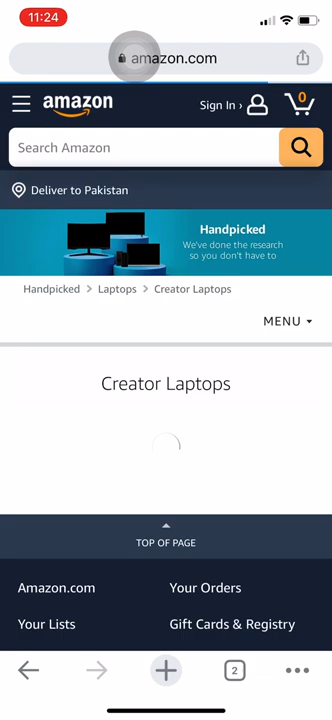 11:24
amazon.com
amazon
Sign In ›
0
Search Amazon
Deliver to Pakistan
Handpicked
We've done the research
so you don't have to
Handpicked > Laptops > Creator Laptops
MENU
Creator Laptops
TOP OF PAGE
Amazon.com Your Orders
Your Lists Gift Cards & Registry
2